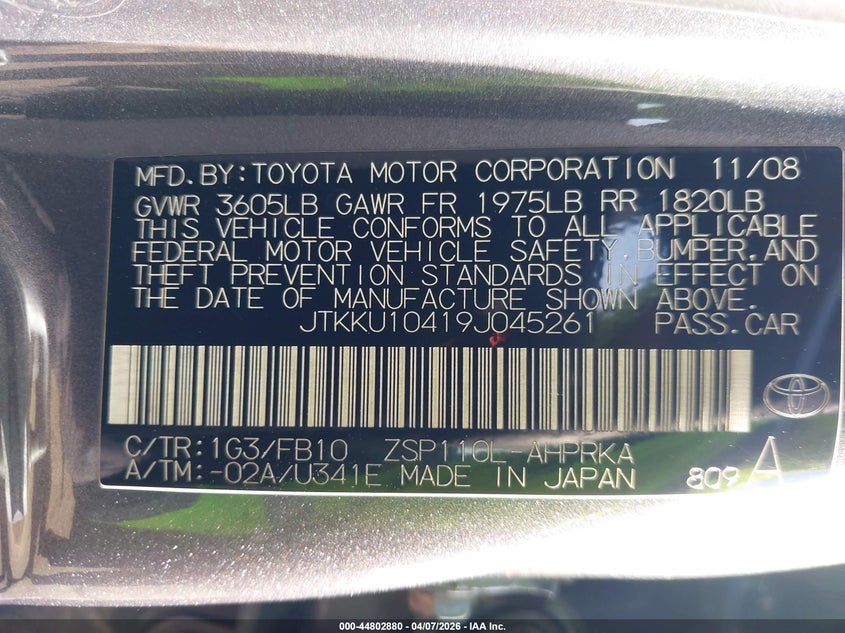 MFD.BY:TOYOTA MOTOR CORPORATION 11/08
GVWR 3605LB GAWR FR 1975LB RR 1820LB
THIS VEHICLE CONFORMS TO ALL APPLICABLE
FEDERAL MOTOR VEHICLE SAFETY,BUMPER,AND
THEFT PREVENTION STANDARDS IN EFFECT ON
THE DATE OF MANUFACTURE SHOWN ABOVE.
JTKKU10419J045261 PASS.CAR
C/TR:1G3/FB10 ZSP110L-AHPRKA
A/TM:-02A/U341E MADE IN JAPAN 809 A
000-44802880 - 04/07/2026 - IAA Inc.